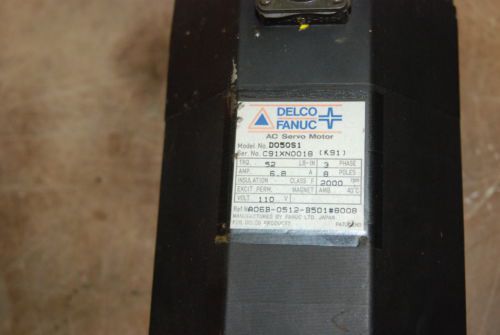 DELCO
FANUC
AC Servo Motor
Model No. D050S1
Ser No. C91XN0018 (K91)
TRQ. 52 LB-IN 3 PHASE
AMP. 6.8 A 8 POLES
INSULATION CLASS F 2000 rpm
EXCIT. PERM. MAGNET AMB 40°C
VOLT 110 V
Ref No A06B-0512-B501#8008
MANUFACTURED BY FANUC LTD. JAPAN
FOR DELCO PRODUCTS